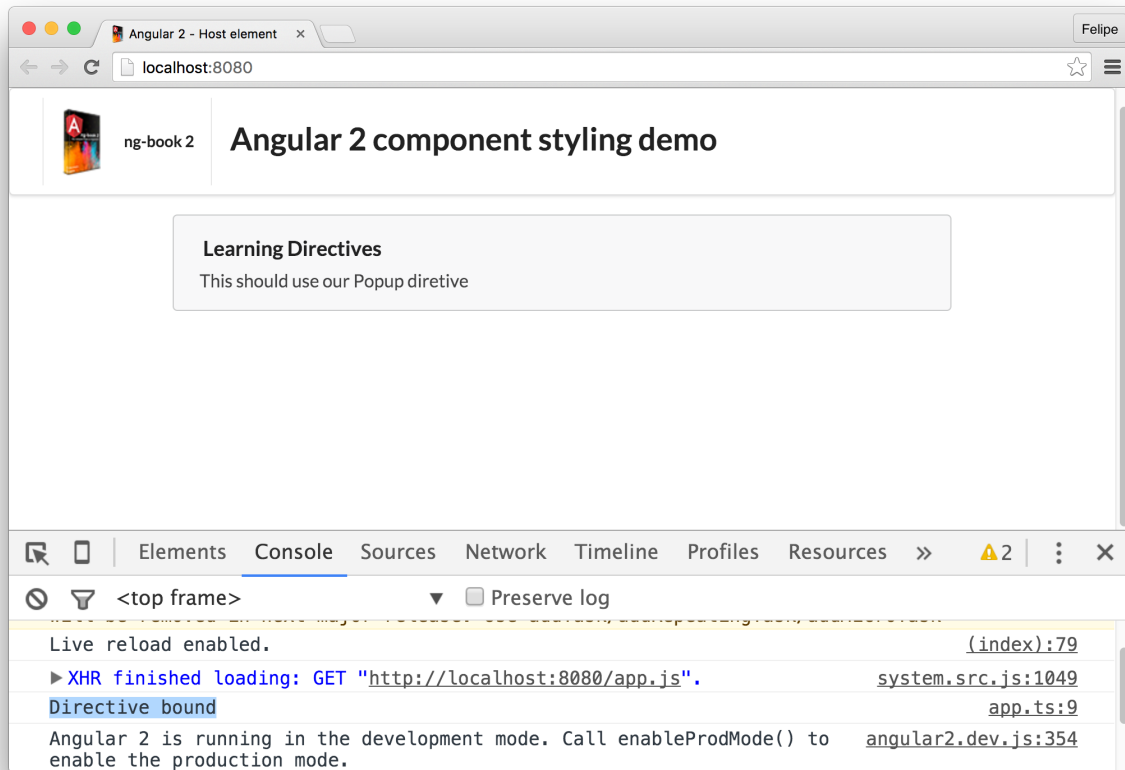 Angular 2 - Host element
Felipe
localhost:8080
ng-book 2
Angular 2 component styling demo
Learning Directives
This should use our Popup diretive
Elements Console Sources Network Timeline Profiles Resources » 2
<top frame> Preserve log
Live reload enabled. (index):79
XHR finished loading: GET "http://localhost:8080/app.js". system.src.js:1049
Directive bound app.ts:9
Angular 2 is running in the development mode. Call enableProdMode() to angular2.dev.js:354
enable the production mode.